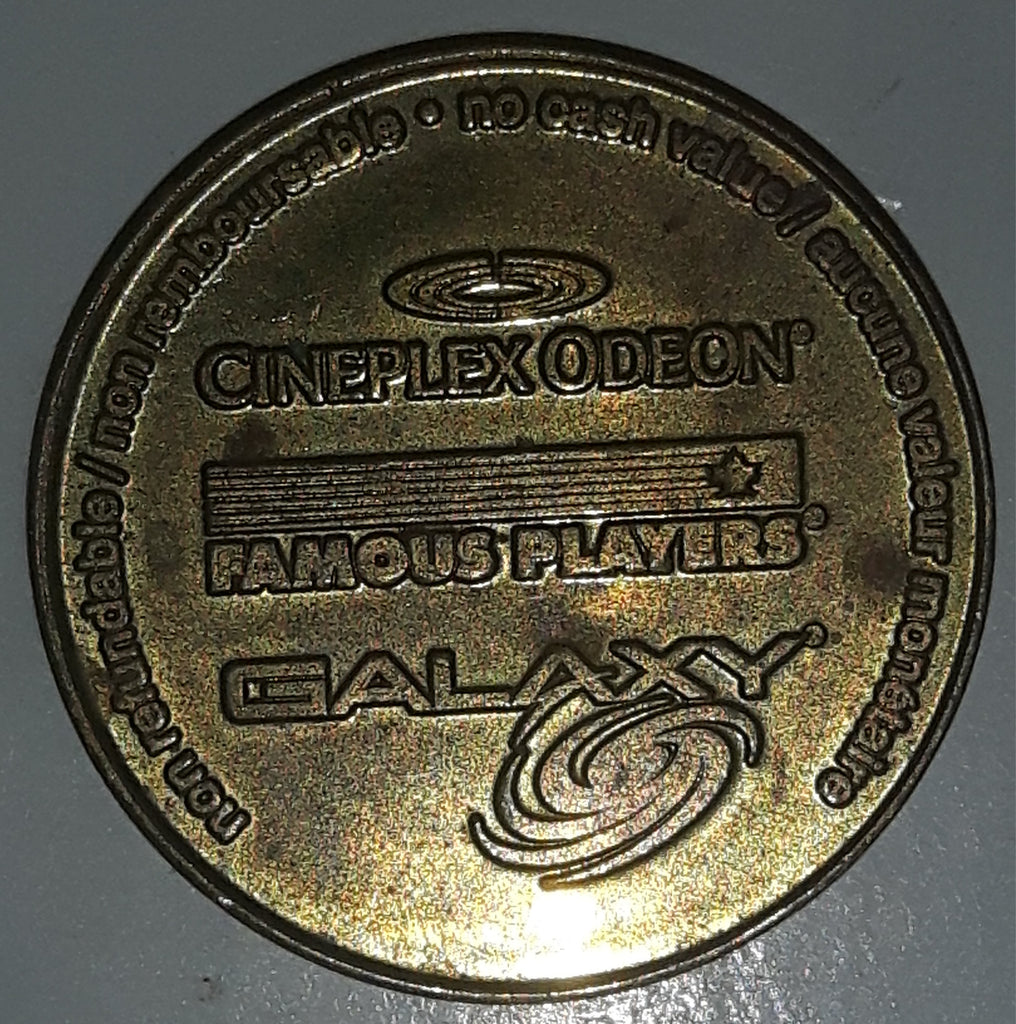 non refundable/non remboursable • no cash value/aucune valeur monétaire
CINEPLEX ODEON®
FAMOUS PLAYERS®
GALAXY®